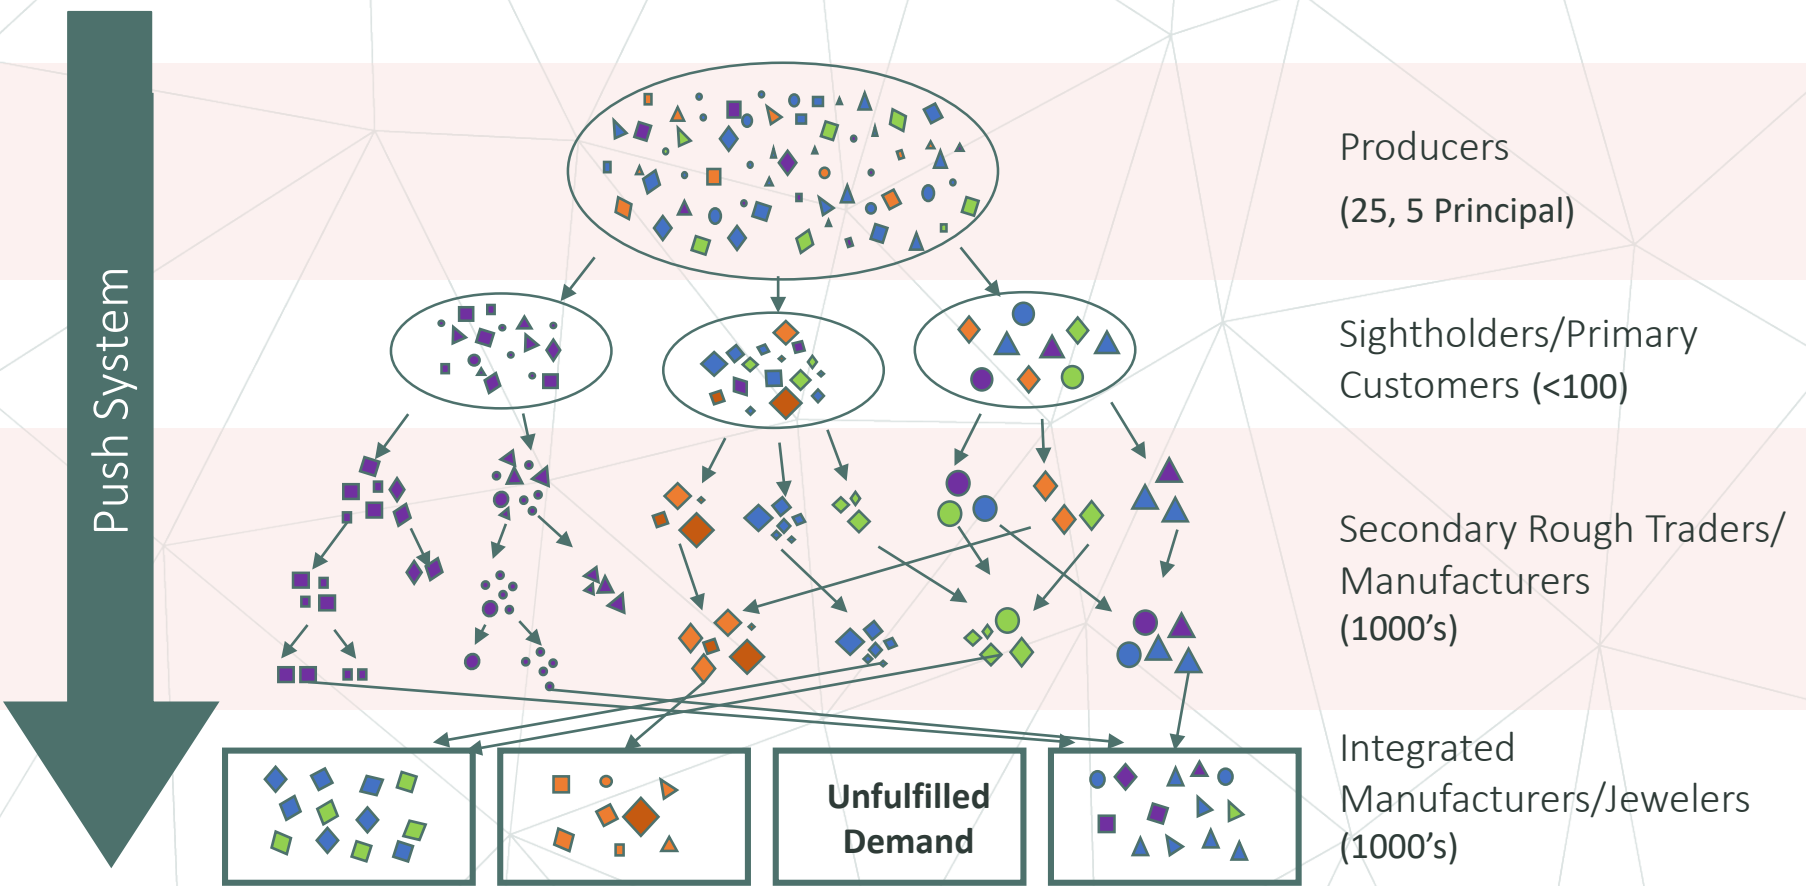 Push System
Producers
(25, 5 Principal)
Sightholders/Primary
Customers (<100)
Secondary Rough Traders/
Manufacturers
(1000’s)
Integrated
Manufacturers/Jewelers
(1000’s)
Unfulfilled
Demand